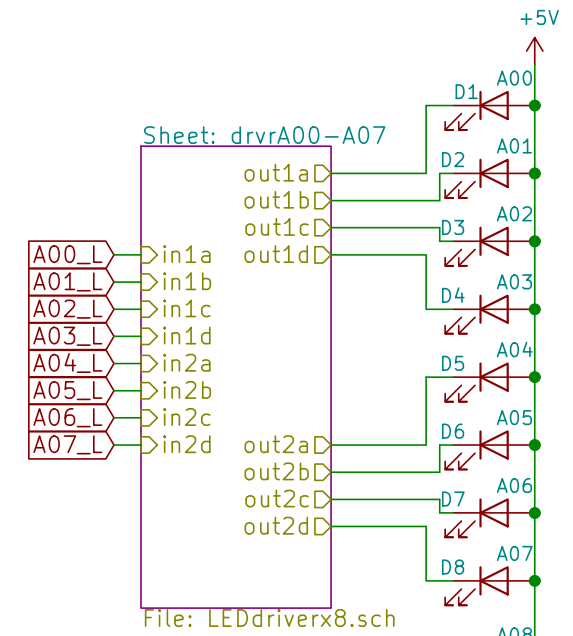 +5V
A00
D1
Sheet: drvrA00-A07
A01
D2
out1a
out1b
A02
D3
out1c
A00_L
in1a
out1d
A01_L
in1b
A03
D4
A02_L
in1c
A03_L
in1d
A04
D5
A04_L
in2a
A05_L
in2b
A05
D6
A06_L
in2c
A07_L
in2d
out2a
out2b
A06
D7
out2c
out2d
A07
D8
File: LEDdriverx8.sch
A08